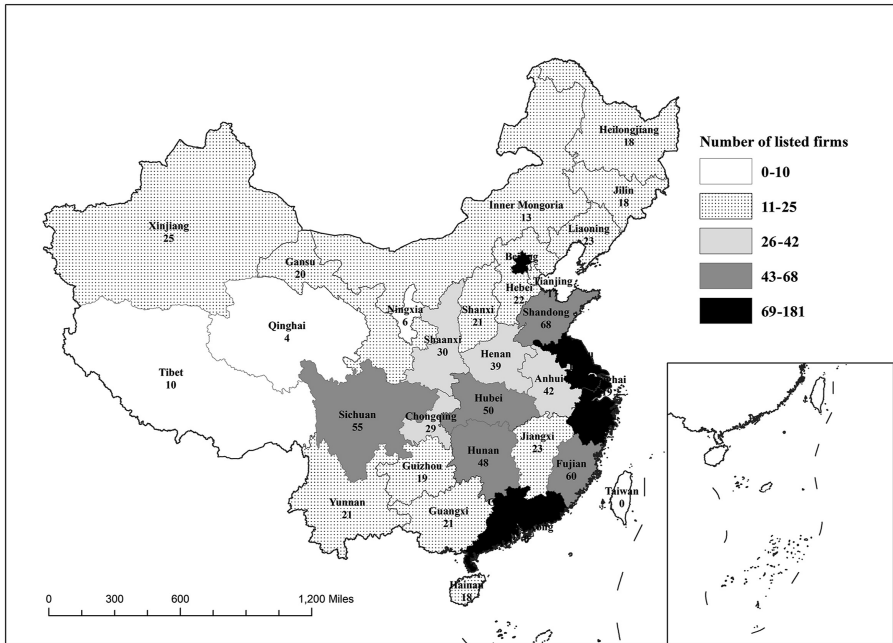 Heilongjiang
18
Number of listed firms
0-10
11-25
26-42
43-68
69-181
Jilin
18
Inner Mongoria
13
Xinjiang
25
Liaoning
23
Gansu
20
Tianjing
Hebei
22
Ningxia
6
Shanxi
21
Shandong
68
Qinghai
4
Shaanxi
30
Henan
39
Tibet
10
Anhui
42
Hubei
50
Sichuan
55
Chongqing
29
Jiangxi
23
Hunan
48
Fujian
60
Guizhou
19
Taiwan
0
Yunnan
21
Guangxi
21
Hainan
18
0 300 600 1,200 Miles